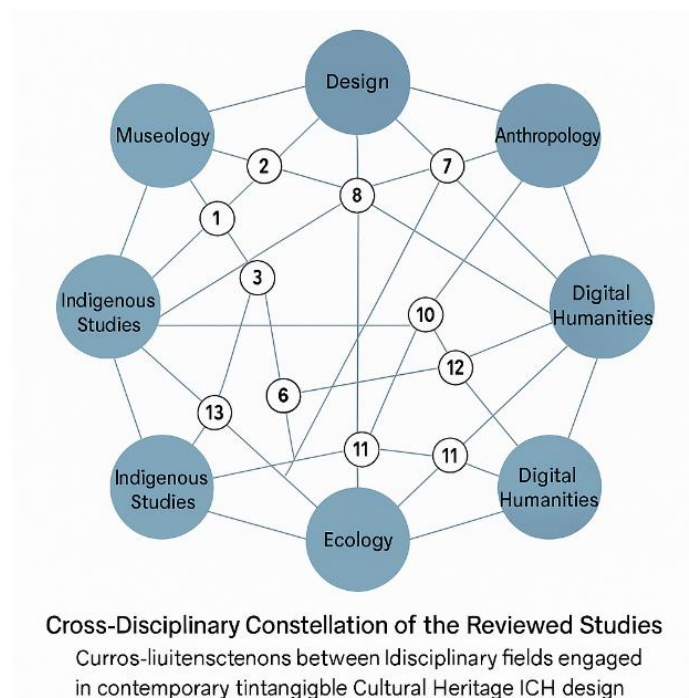 Design
Museology
Anthropology
2
7
8
1
3
Indigenous
Studies
Digital
Humanities
10
12
6
13
11
11
Indigenous
Studies
Digital
Humanities
Ecology
Cross-Disciplinary Constellation of the Reviewed Studies
Curros-liuitensctenons between Idisciplinary fields engaged
in contemporary tintangigble Cultural Heritage ICH design